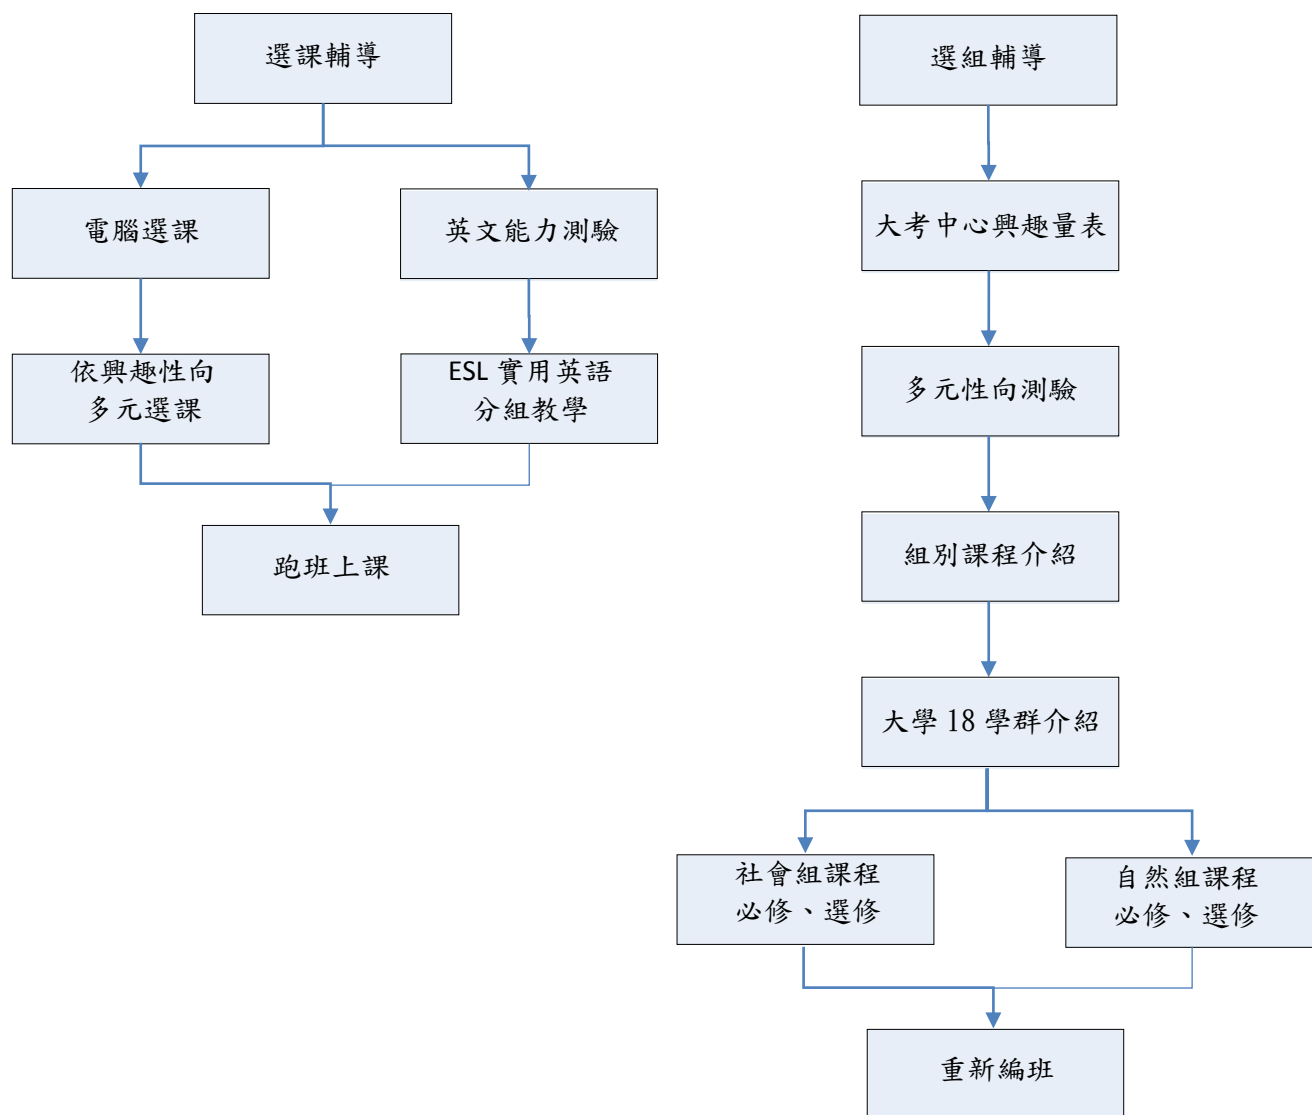 選課輔導
電腦選課
英文能力測驗
依興趣性向
多元選課
ESL 實用英語
分組教學
跑班上課
選組輔導
大考中心興趣量表
多元性向測驗
組別課程介紹
大學 18 學群介紹
社會組課程
必修、選修
自然組課程
必修、選修
重新編班